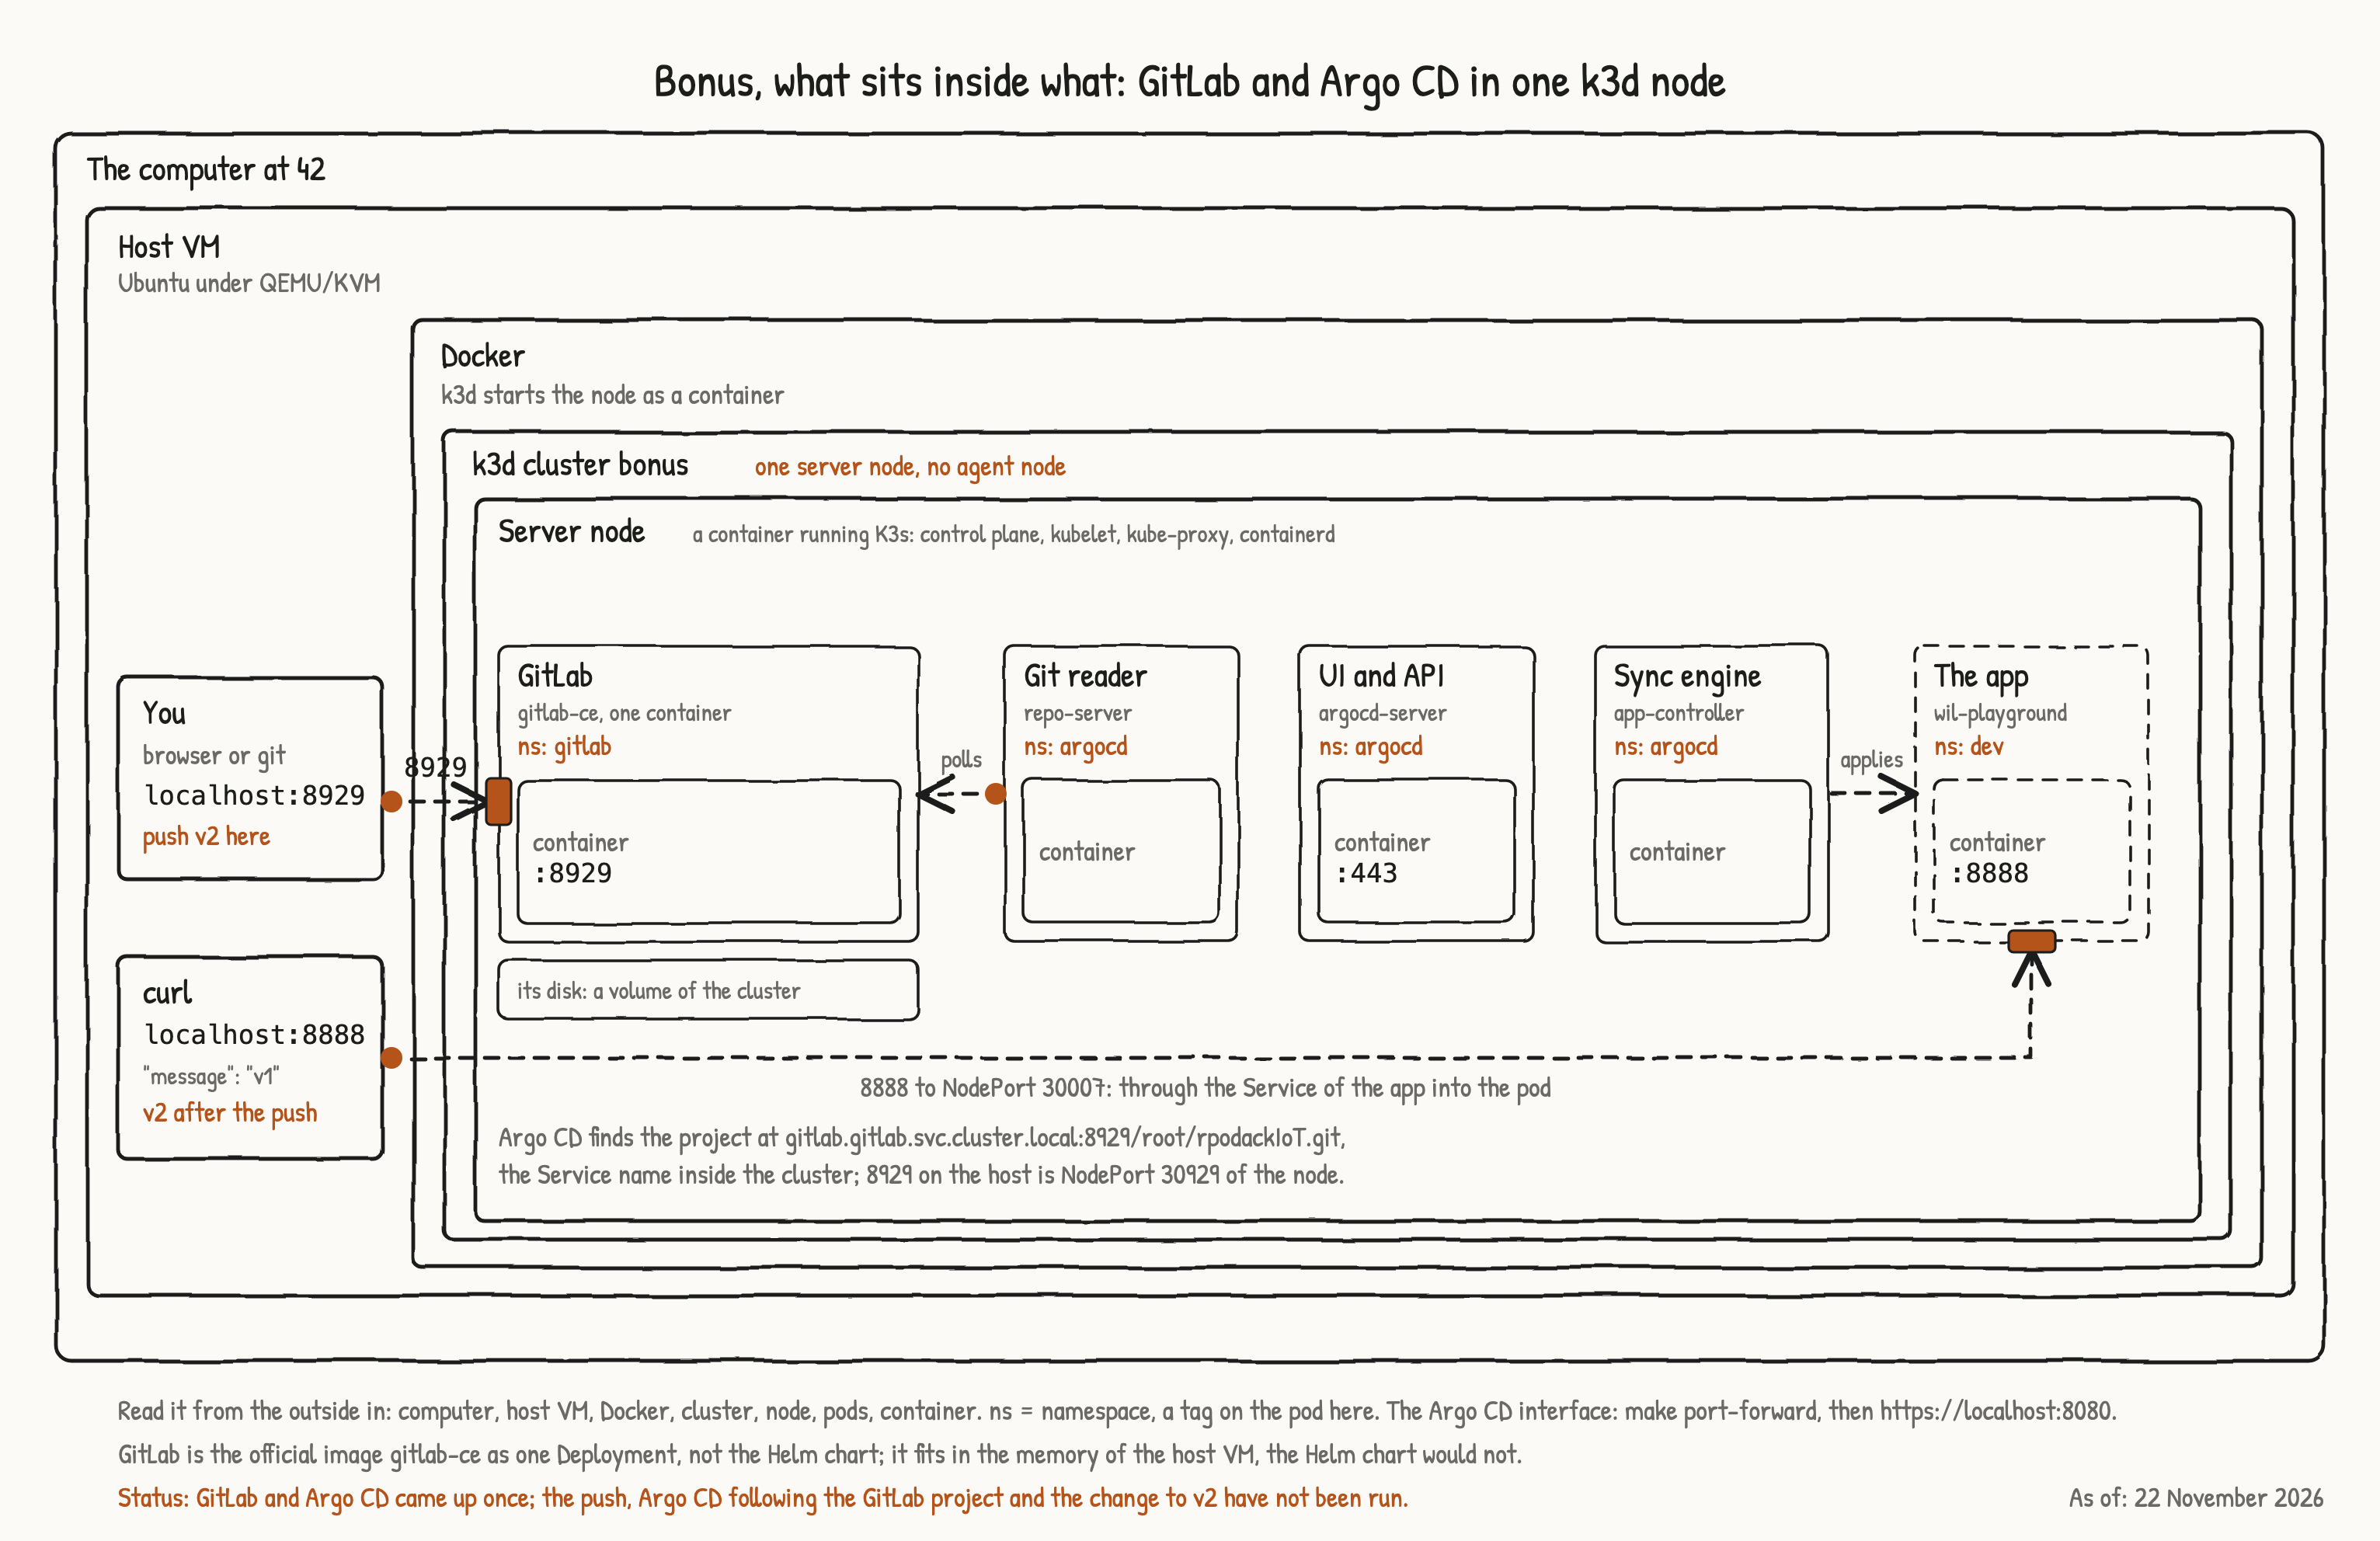 Bonus, what sits inside what: GitLab and Argo CD in one k3d node
The computer at 42
Host VM
Ubuntu under QEMU/KVM
Docker
k3d starts the node as a container
k3d cluster bonus
one server node, no agent node
Server node
a container running K3s: control plane, kubelet, kube-proxy, containerd
You
browser or git
localhost:8929
push v2 here
8929
GitLab
gitlab-ce, one container
ns: gitlab
container
:8929
its disk: a volume of the cluster
polls
Git reader
repo-server
ns: argocd
container
UI and API
argocd-server
ns: argocd
container
:443
Sync engine
app-controller
ns: argocd
container
applies
The app
wil-playground
ns: dev
container
:8888
curl
localhost:8888
"message": "v1"
v2 after the push
8888 to NodePort 30007: through the Service of the app into the pod
Argo CD finds the project at gitlab.gitlab.svc.cluster.local:8929/root/rpodackIoT.git,
the Service name inside the cluster; 8929 on the host is NodePort 30929 of the node.
Read it from the outside in: computer, host VM, Docker, cluster, node, pods, container. ns = namespace, a tag on the pod here. The Argo CD interface: make port-forward, then https://localhost:8080.
GitLab is the official image gitlab-ce as one Deployment, not the Helm chart; it fits in the memory of the host VM, the Helm chart would not.
Status: GitLab and Argo CD came up once; the push, Argo CD following the GitLab project and the change to v2 have not been run.
As of: 22 November 2026